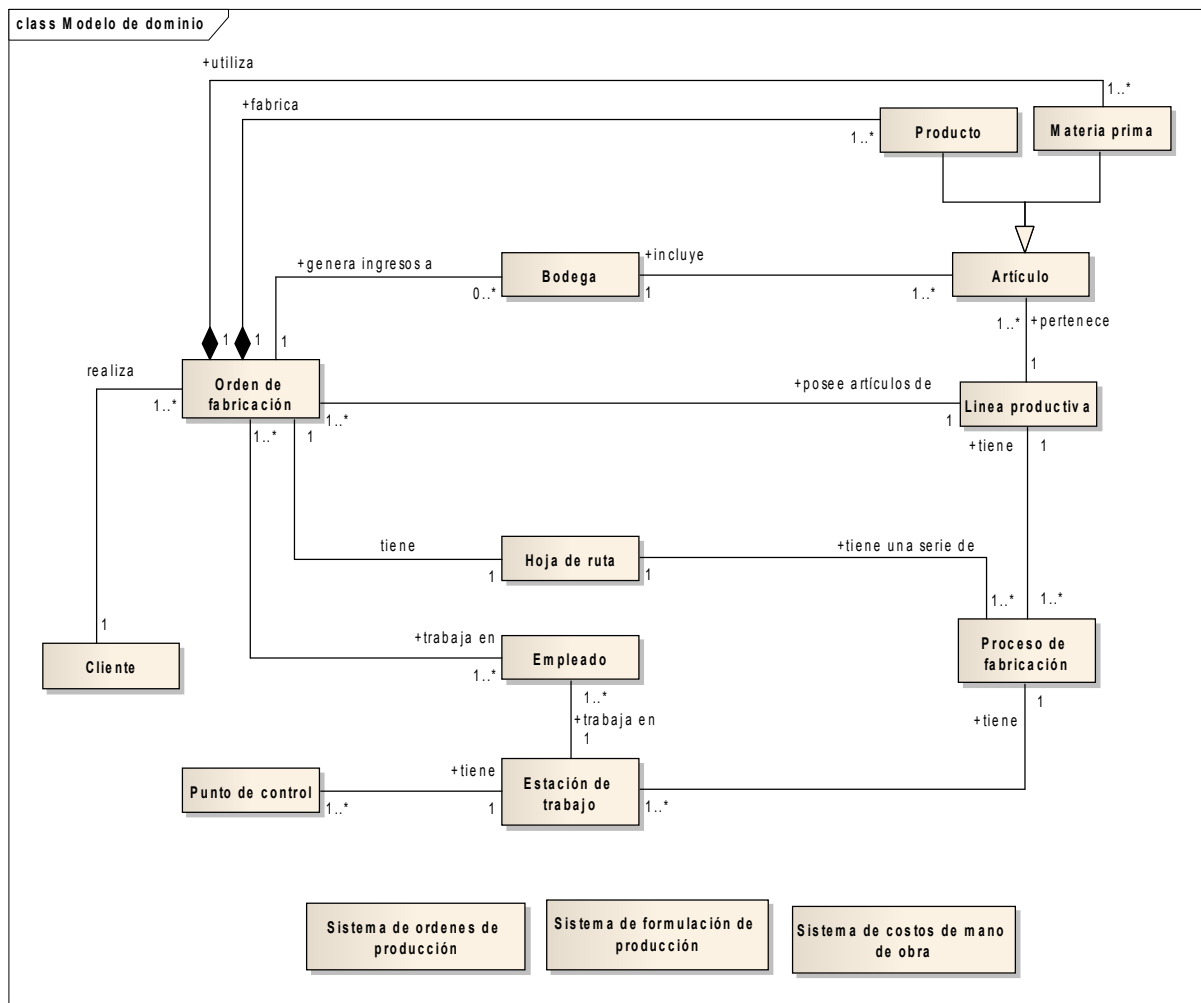 class Modelo de dominio
+utiliza
1..*
+fabrica
1..*
Producto
Materia prima
+genera ingresos a
0..*
Bodega
+incluye
1
1..*
Artículo
1..*
+pertenece
1
1
1
1
realiza
1..*
Orden de
fabricación
1..*
+posee artículos de
1
Linea productiva
1..*
1
+tiene
1
tiene
1
Hoja de ruta
1
+tiene una serie de
1..*
1..*
1
Cliente
+trabaja en
1..*
Empleado
Proceso de
fabricación
1..*
+trabaja en
1
1
+tiene
Punto de control
1..*
+tiene
1
Estación de
trabajo
1..*
Sistema de ordenes de
producción
Sistema de formulación de
producción
Sistema de costos de mano
de obra